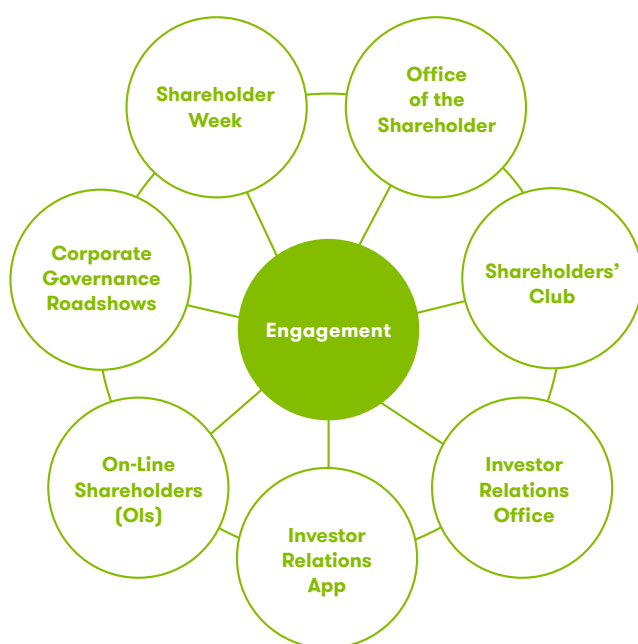 Shareholder
Week
Office
of the
Shareholder
Corporate
Governance
Roadshows
Shareholders’
Club
Engagement
On-Line
Shareholders
(OIs)
Investor
Relations
App
Investor
Relations
Office